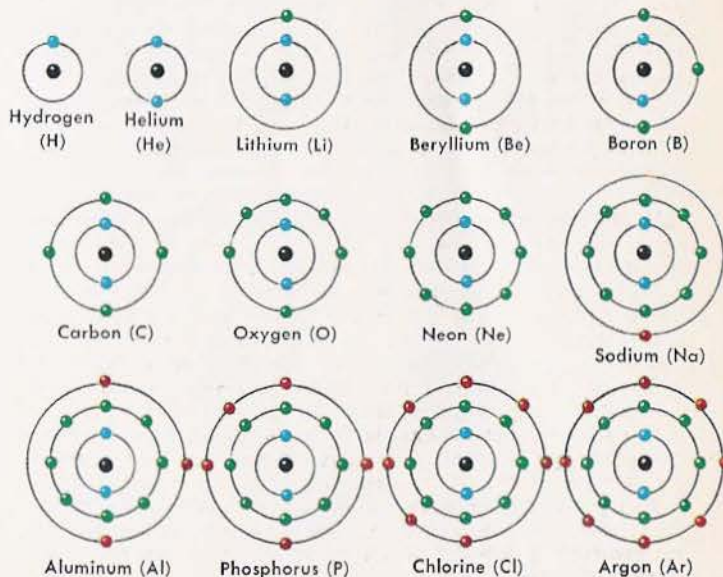 Hydrogen
(H)
Helium
(He)
Lithium (Li)
Beryllium (Be)
Boron (B)
Carbon (C)
Oxygen (O)
Neon (Ne)
Sodium (Na)
Aluminum (Al)
Phosphorus (P)
Chlorine (Cl)
Argon (Ar)